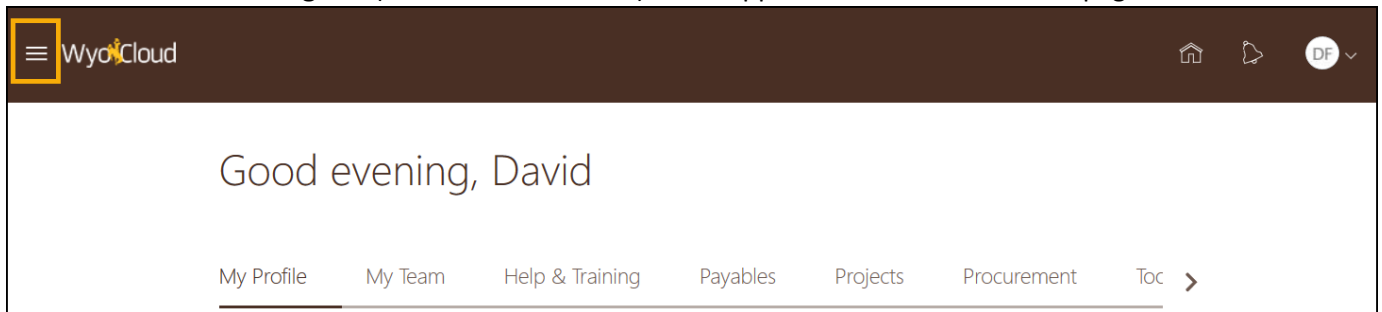 WyoCloud
DF
Good evening, David
My Profile My Team Help & Training Payables Projects Procurement